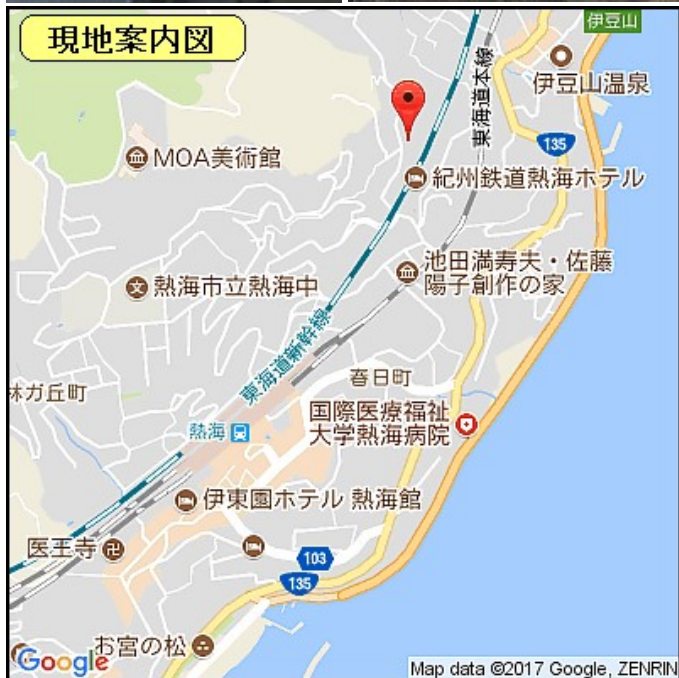 現地案内図
伊豆山
伊豆山温泉
東海道本線
135
MOA美術館
紀州鉄道熱海ホテル
池田満寿夫・佐藤
陽子創作の家
熱海市立熱海中
東海道新幹線
春日町
林ガ丘町
国際医療福祉
大学熱海病院
熱海
伊東園ホテル 熱海館
医王寺
103
135
お宮の松
Google
Map data ©2017 Google, ZENRIN